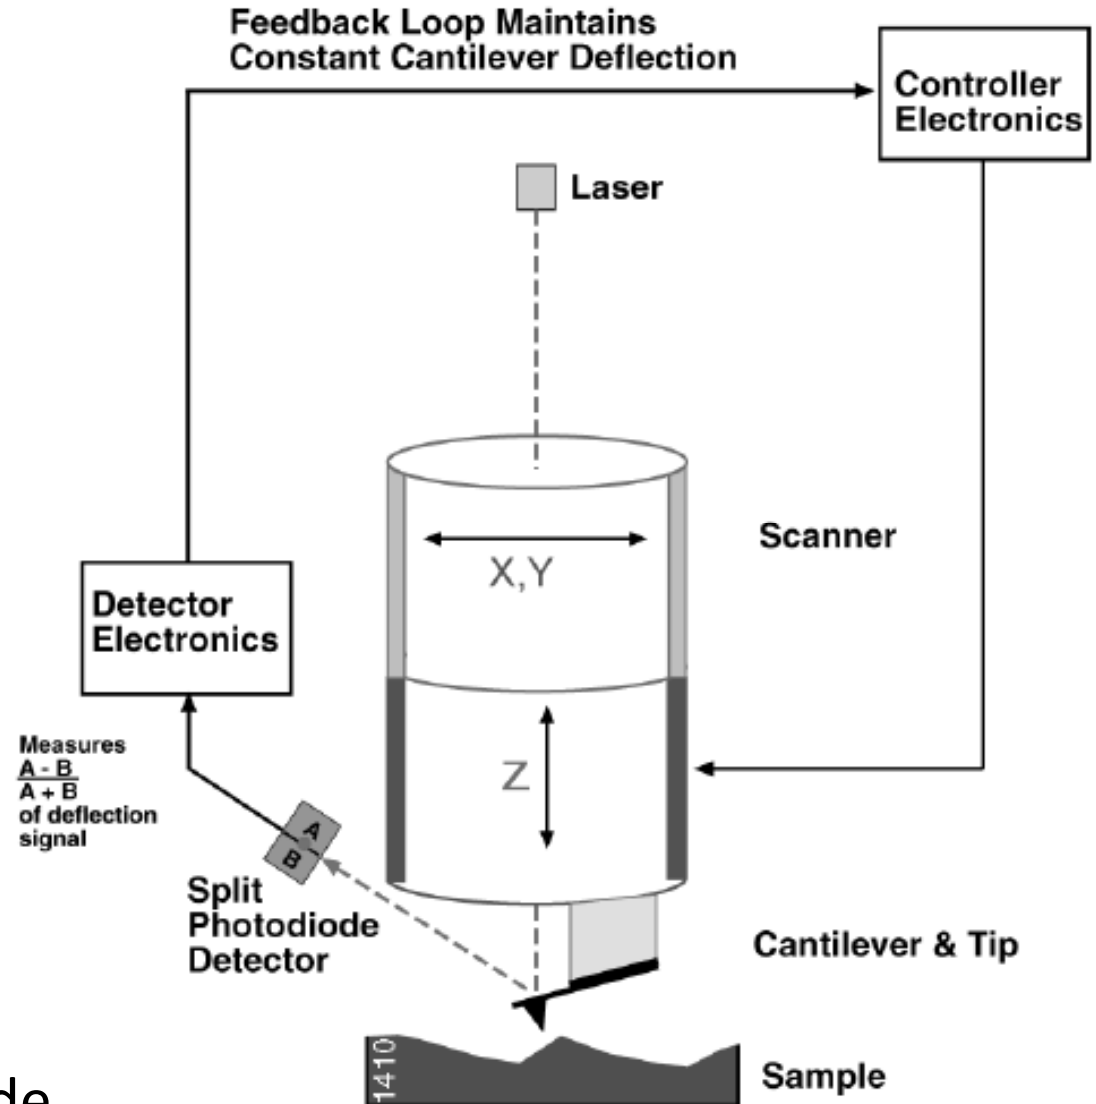 Feedback Loop Maintains
Constant Cantilever Deflection
Controller
Electronics
Laser
X,Y
Scanner
Detector
Electronics
Z
Measures
A - B
A + B
of deflection
signal
A
B
Split
Photodiode
Detector
Cantilever & Tip
1410
Sample
de